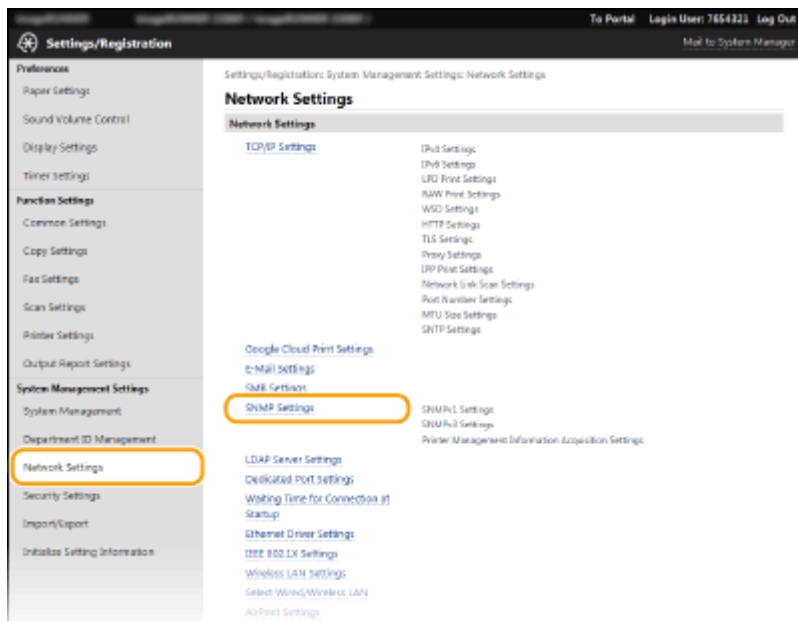 To Portal Login User: 7654321 Log Out
Settings/Registration
Mail to System Manager
Preferences
Paper Settings
Sound Volume Control
Display Settings
Timer Settings
Function Settings
Common Settings
Copy Settings
Fax Settings
Scan Settings
Printer Settings
Output Report Settings
System Management Settings
System Management
Department ID Management
Network Settings
Security Settings
Import/Export
Initialize Setting Information
Settings/Registration: System Management Settings: Network Settings
Network Settings
Network Settings
TCP/IP Settings
IPv4 Settings
IPv6 Settings
LPD Print Settings
RAW Print Settings
WSD Settings
HTTP Settings
TLS Settings
Proxy Settings
IPP Print Settings
Network Link Scan Settings
Port Number Settings
MTU Size Settings
SNTP Settings
Google Cloud Print Settings
E-Mail Settings
SMB Settings
SNMP Settings
SNMPv1 Settings
SNMPv3 Settings
Printer Management Information Acquisition Settings
LDAP Server Settings
Dedicated Port Settings
Waiting Time for Connection at
Startup
Ethernet Driver Settings
IEEE 802.1X Settings
Wireless LAN Settings
Select Wired/Wireless LAN
AirPrint Settings